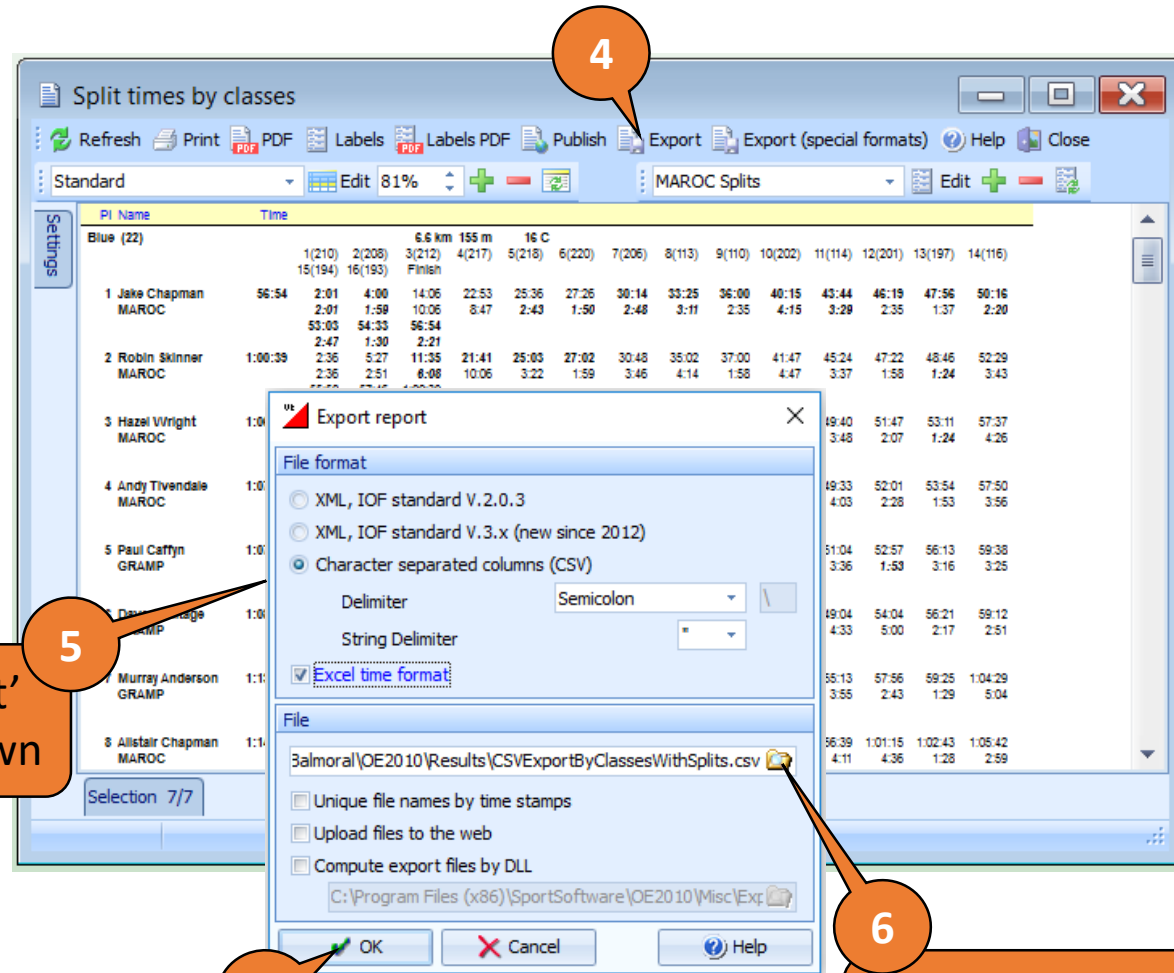 4
Split times by classes
Refresh Print PDF Labels Labels PDF Publish Export Export (special formats) Help Close
Standard Edit 81% MAROC Splits Edit
Settings
Pl Name Time
Blue (22) 6.6 km 155 m 16 C
1(210) 2(208) 3(212) 4(217) 5(218) 6(220) 7(206) 8(113) 9(110) 10(202) 11(114) 12(201) 13(197) 14(116)
15(194) 16(193) Finish
1 Jake Chapman 56:54 2:01 4:00 14:06 22:53 25:36 27:26 30:14 33:25 36:00 40:15 43:44 46:19 47:56 50:16
MAROC 2:01 1:59 10:06 8:47 2:43 1:50 2:48 3:11 2:35 4:15 3:29 2:35 1:37 2:20
53:03 54:33 56:54
2:47 1:30 2:21
2 Robin Skinner 1:00:39 2:36 5:27 11:35 21:41 25:03 27:02 30:48 35:02 37:00 41:47 45:24 47:22 48:46 52:29
MAROC 2:36 2:51 6:08 10:06 3:22 1:59 3:46 4:14 1:58 4:47 3:37 1:58 1:24 3:43
3 Hazel Wright 49:40 51:47 53:11 57:37
MAROC 3:48 2:07 1:24 4:26
4 Andy Tivendale 49:33 52:01 53:54 57:50
MAROC 4:03 2:28 1:53 3:56
5 Paul Caffyn 51:04 52:57 56:13 59:38
GRAMP 3:36 1:53 3:16 3:25
49:04 54:04 56:21 59:12
4:33 5:00 2:17 2:51
Murray Anderson 55:13 57:56 59:25 1:04:29
GRAMP 3:55 2:43 1:29 5:04
8 Alistair Chapman 56:39 1:01:15 1:02:43 1:05:42
MAROC 4:11 4:36 1:28 2:59
Selection 7/7
Export report
File format
XML, IOF standard V.2.0.3
XML, IOF standard V.3.x (new since 2012)
Character separated columns (CSV)
Delimiter Semicolon \
String Delimiter "
Excel time format
File
Balmoral\OE2010\Results\CSVExportByClassesWithSplits.csv
Unique file names by time stamps
Upload files to the web
Compute export files by DLL
C:\Program Files (x86)\SportSoftware\OE2010\Misc\Exp
OK Cancel Help
5
t’
wn
6